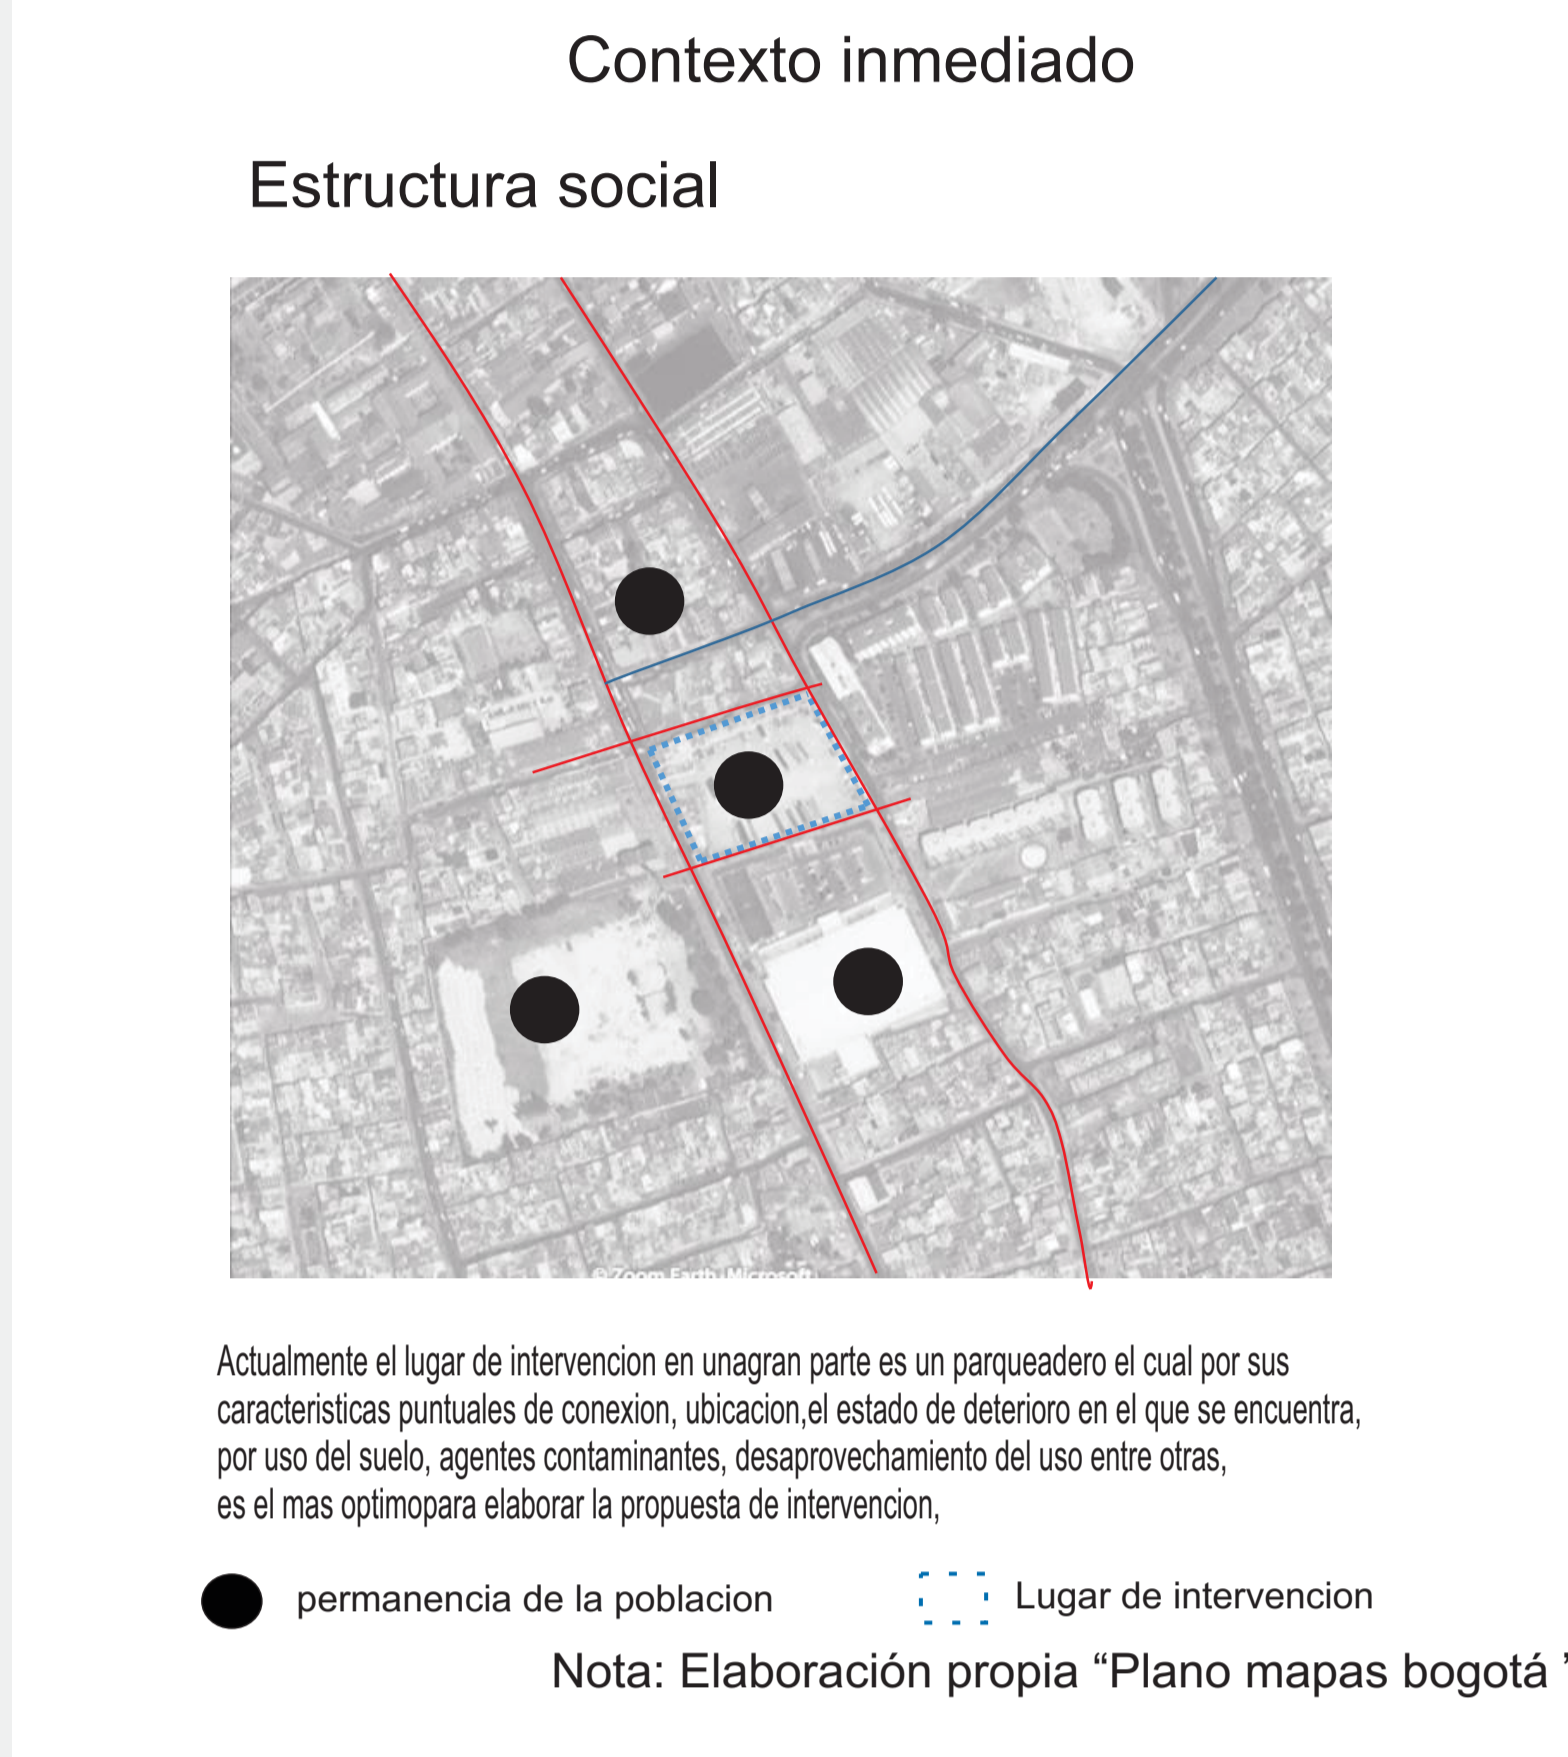 Contexto inmediado
Estructura social
© Zoom Earth, Microsoft
Actualmente el lugar de intervencion en unagran parte es un parqueadero el cual por sus
caracteristicas puntuales de conexion, ubicacion,el estado de deterioro en el que se encuentra,
por uso del suelo, agentes contaminantes, desaprovechamiento del uso entre otras,
es el mas optimopara elaborar la propuesta de intervencion,
permanencia de la poblacion
Lugar de intervencion
Nota: Elaboración propia “Plano mapas bogotá ”